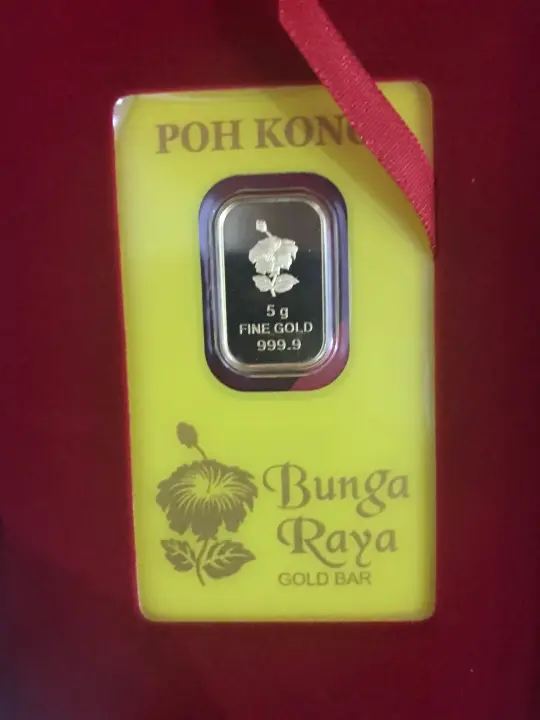 POH KONG
5 g
FINE GOLD
999.9
Bunga
Raya
GOLD BAR